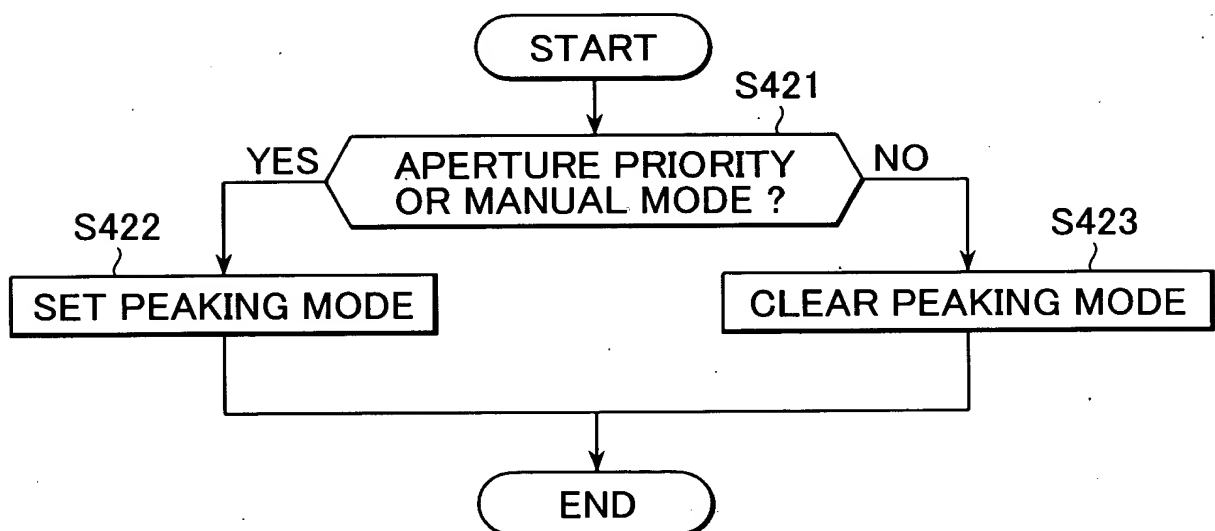 START
S421
YES
APERTURE PRIORITY
OR MANUAL MODE ?
NO
S422
SET PEAKING MODE
S423
CLEAR PEAKING MODE
END